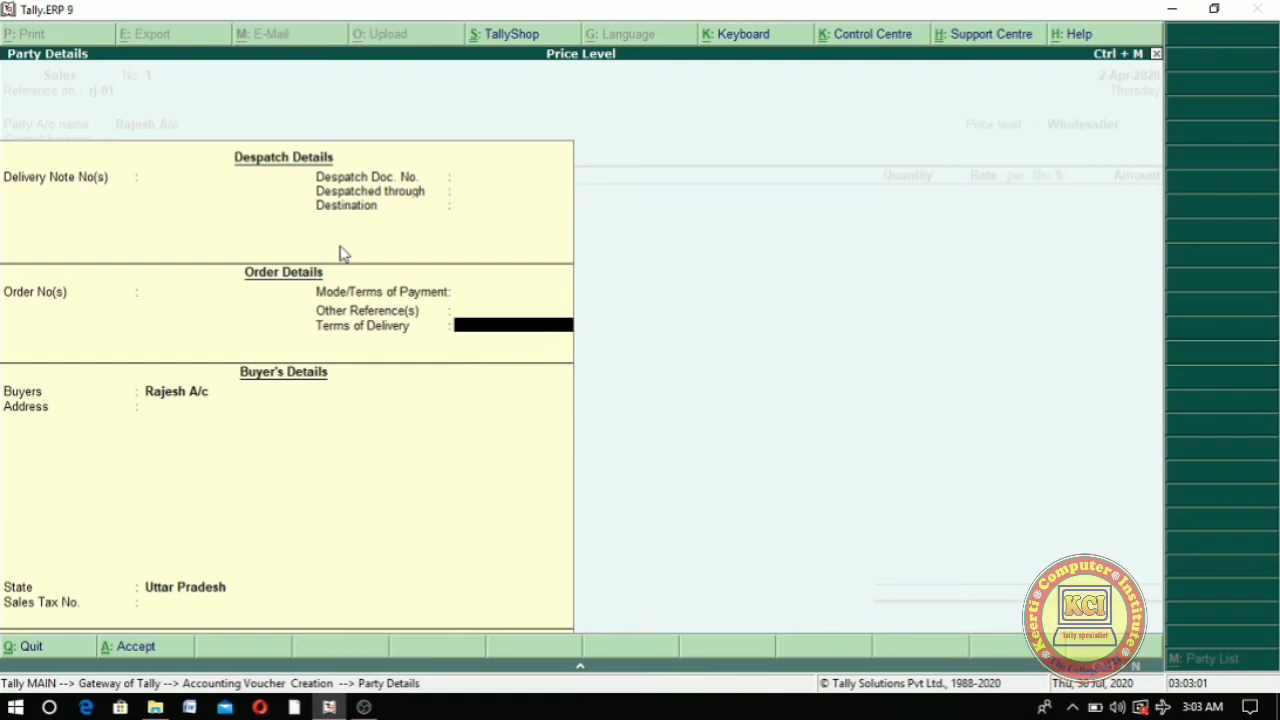 Tally.ERP 9
P: Print E: Export M: E-Mail O: Upload S: TallyShop G: Language K: Keyboard K: Control Centre H: Support Centre H: Help
Party Details Price Level Ctrl + M
Sales No. 1 2-Apr-2020
Reference no.: rj.01 Thursday
Party A/c name : Rajesh A/c Price level : Wholesaller
Current balance
Despatch Details
Quantity Rate per Disc % Amount
Delivery Note No(s) : Despatch Doc. No. :
Despatched through :
Destination :
Order Details
Order No(s) : Mode/Terms of Payment:
Other Reference(s) :
Terms of Delivery :
Buyer's Details
Buyers : Rajesh A/c
Address :
State : Uttar Pradesh
Sales Tax No. :
Keerti Computer Institute
KCI
tally specialist
Q: Quit A: Accept M: Party List
N
Tally MAIN --> Gateway of Tally --> Accounting Voucher Creation --> Party Details © Tally Solutions Pvt Ltd., 1988-2020 Thu, 30 Jul, 2020 03:03:01
3:03 AM